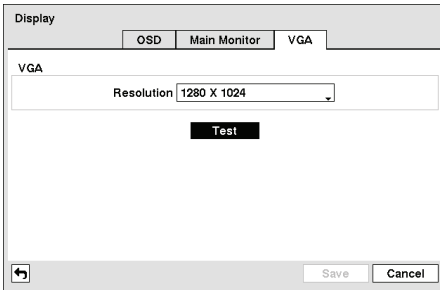 Display
OSD Main Monitor VGA
VGA
Resolution 1280 X 1024
Test
Save Cancel